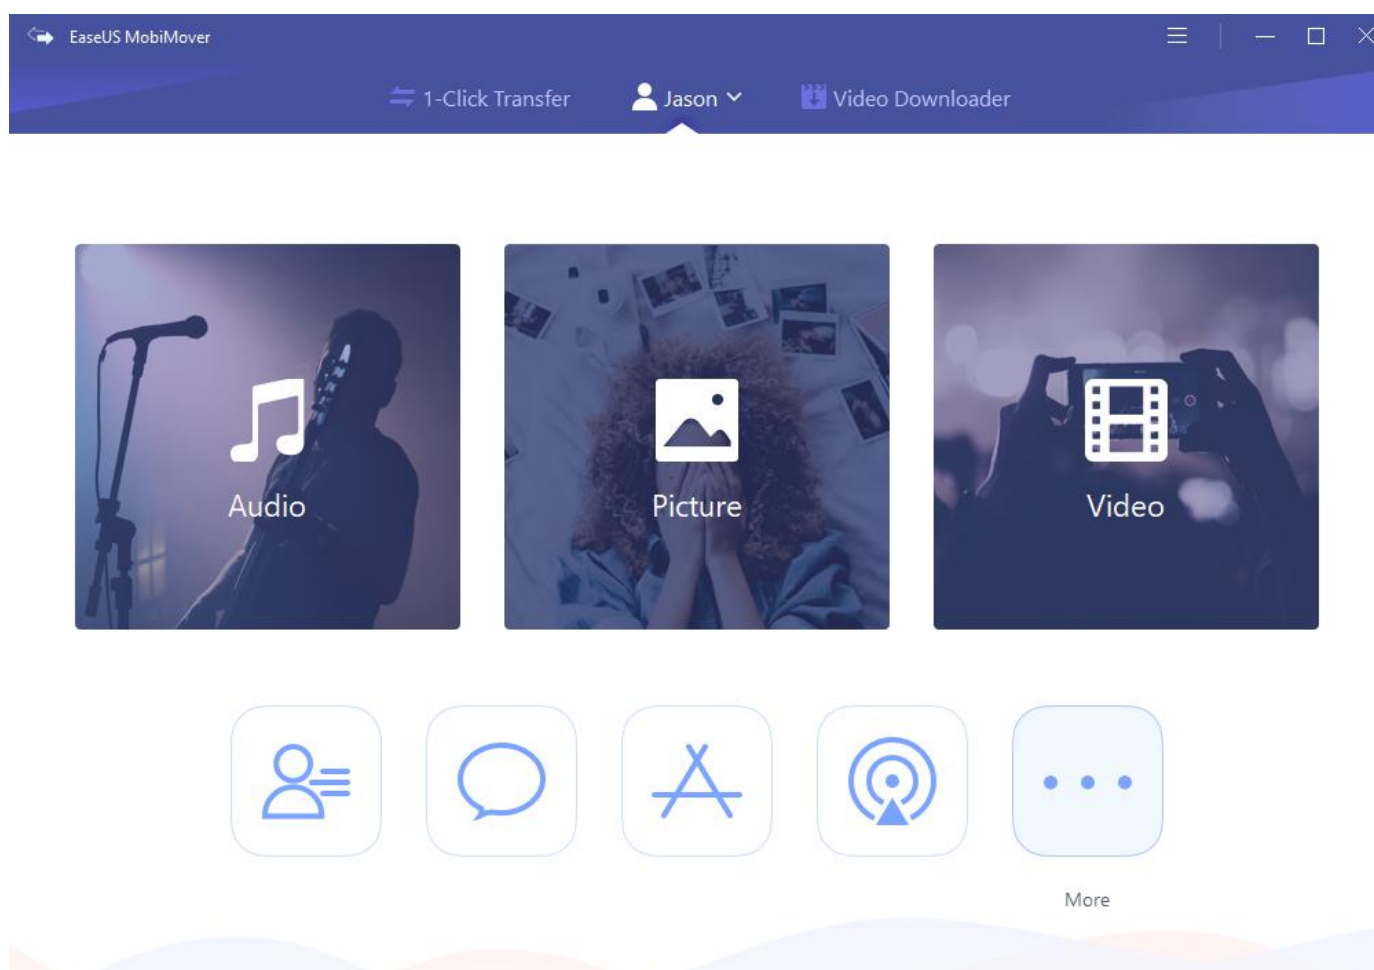 EaseUS MobiMover
1-Click Transfer
Jason
Video Downloader
Audio
Picture
Video
More